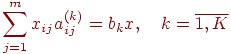 \sum_{j=1}^{m} x_{ij} a_{ij}^{(k)} = b_k x, \quad k = \overline{1, K}